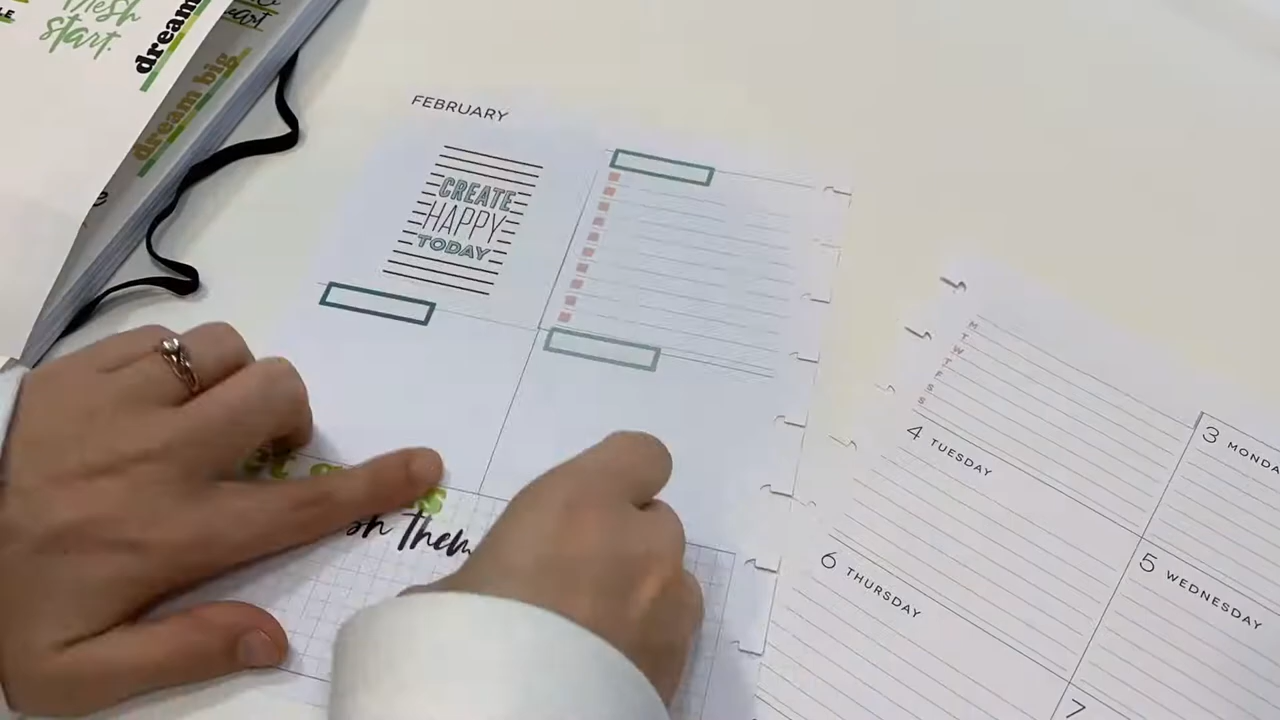 fresh
start.
dream
dream big
FEBRUARY
CREATE
HAPPY
TODAY
them
M
T
W
T
F
S
S
3 MONDA
4 TUESDAY
5 WEDNESDAY
6 THURSDAY
7